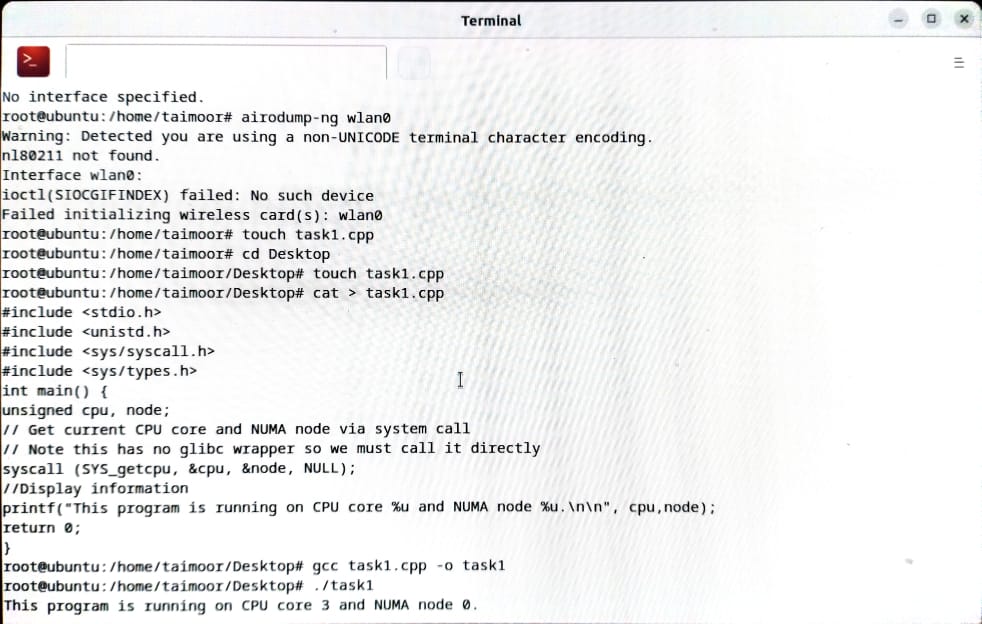 Terminal
>_
No interface specified.
root@ubuntu:/home/taimoor# airodump-ng wlan0
Warning: Detected you are using a non-UNICODE terminal character encoding.
nl80211 not found.
Interface wlan0:
ioctl(SIOCGIFINDEX) failed: No such device
Failed initializing wireless card(s): wlan0
root@ubuntu:/home/taimoor# touch task1.cpp
root@ubuntu:/home/taimoor# cd Desktop
root@ubuntu:/home/taimoor/Desktop# touch task1.cpp
root@ubuntu:/home/taimoor/Desktop# cat > task1.cpp
#include <stdio.h>
#include <unistd.h>
#include <sys/syscall.h>
#include <sys/types.h>
int main() {
unsigned cpu, node;
// Get current CPU core and NUMA node via system call
// Note this has no glibc wrapper so we must call it directly
syscall (SYS_getcpu, &cpu, &node, NULL);
//Display information
printf("This program is running on CPU core %u and NUMA node %u.\n\n", cpu,node);
return 0;
}
root@ubuntu:/home/taimoor/Desktop# gcc task1.cpp -o task1
root@ubuntu:/home/taimoor/Desktop# ./task1
This program is running on CPU core 3 and NUMA node 0.